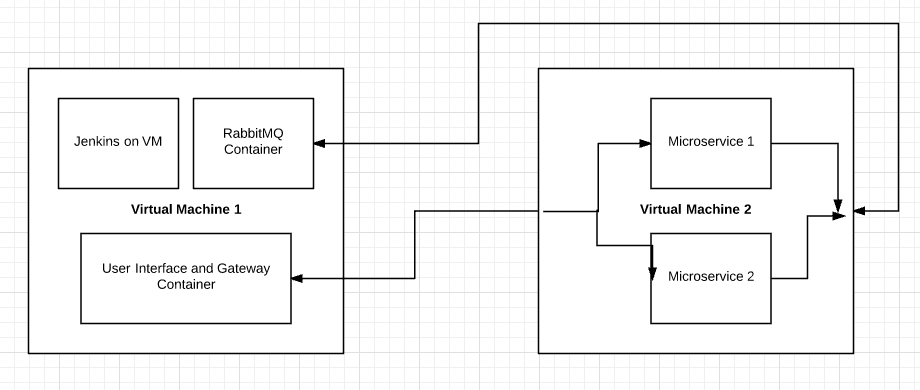 Jenkins on VM
RabbitMQ
Container
Virtual Machine 1
User Interface and Gateway
Container
Microservice 1
Virtual Machine 2
Microservice 2